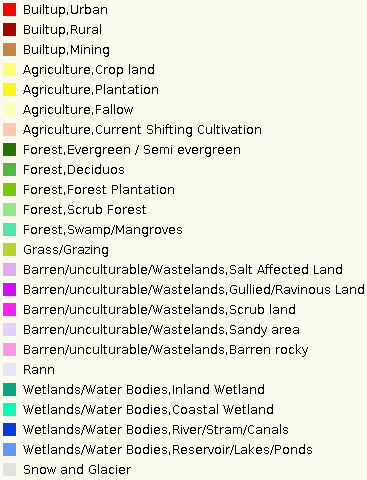 Builtup,Urban
Builtup,Rural
Builtup,Mining
Agriculture,Crop land
Agriculture,Plantation
Agriculture,Fallow
Agriculture,Current Shifting Cultivation
Forest,Evergreen / Semi evergreen
Forest,Deciduos
Forest,Forest Plantation
Forest,Scrub Forest
Forest,Swamp/Mangroves
Grass/Grazing
Barren/unculturable/Wastelands,Salt Affected Land
Barren/unculturable/Wastelands,Gullied/Ravinous Land
Barren/unculturable/Wastelands,Scrub land
Barren/unculturable/Wastelands,Sandy area
Barren/unculturable/Wastelands,Barren rocky
Rann
Wetlands/Water Bodies,Inland Wetland
Wetlands/Water Bodies,Coastal Wetland
Wetlands/Water Bodies,River/Stram/Canals
Wetlands/Water Bodies,Reservoir/Lakes/Ponds
Snow and Glacier